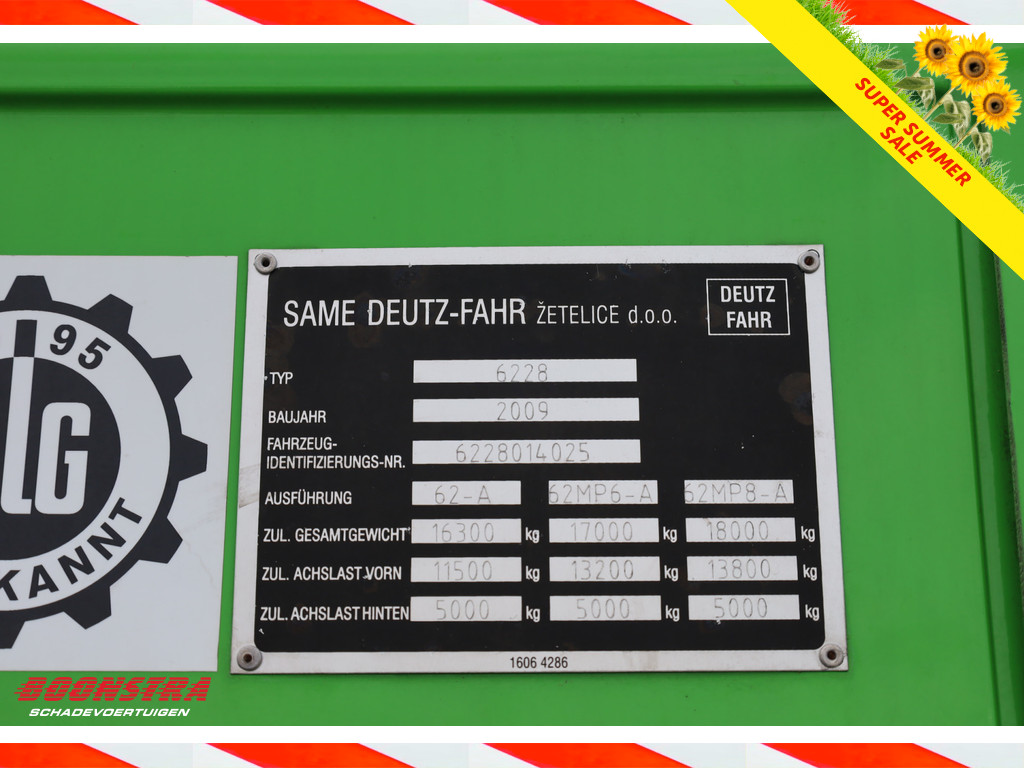 SUPER SUMMER
SALE
95
LG
KANNT
SAME DEUTZ-FAHR ŽETELICE d.o.o.
DEUTZ
FAHR
TYP 6228
BAUJAHR 2009
FAHRZEUG-
IDENTIFIZIERUNGS-NR. 6228014025
AUSFÜHRUNG 62-A 62MP6-A 62MP8-A
ZUL. GESAMTGEWICHT 16300 kg 17000 kg 18000 kg
ZUL. ACHSLAST VORN 11500 kg 13200 kg 13800 kg
ZUL. ACHSLAST HINTEN 5000 kg 5000 kg 5000 kg
1606 4286
BOONSTRA
SCHADEVOERTUIGEN